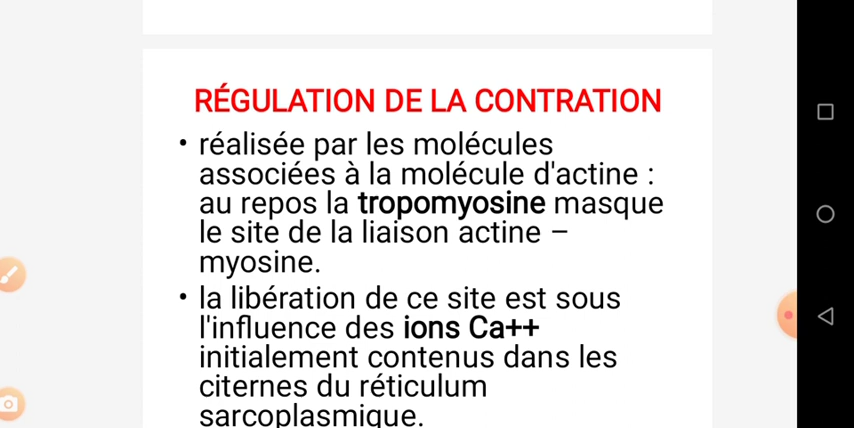 RÉGULATION DE LA CONTRATION
• réalisée par les molécules
associées à la molécule d'actine :
au repos la tropomyosine masque
le site de la liaison actine –
myosine.
• la libération de ce site est sous
l'influence des ions Ca++
initialement contenus dans les
citernes du réticulum
sarcoplasmique.